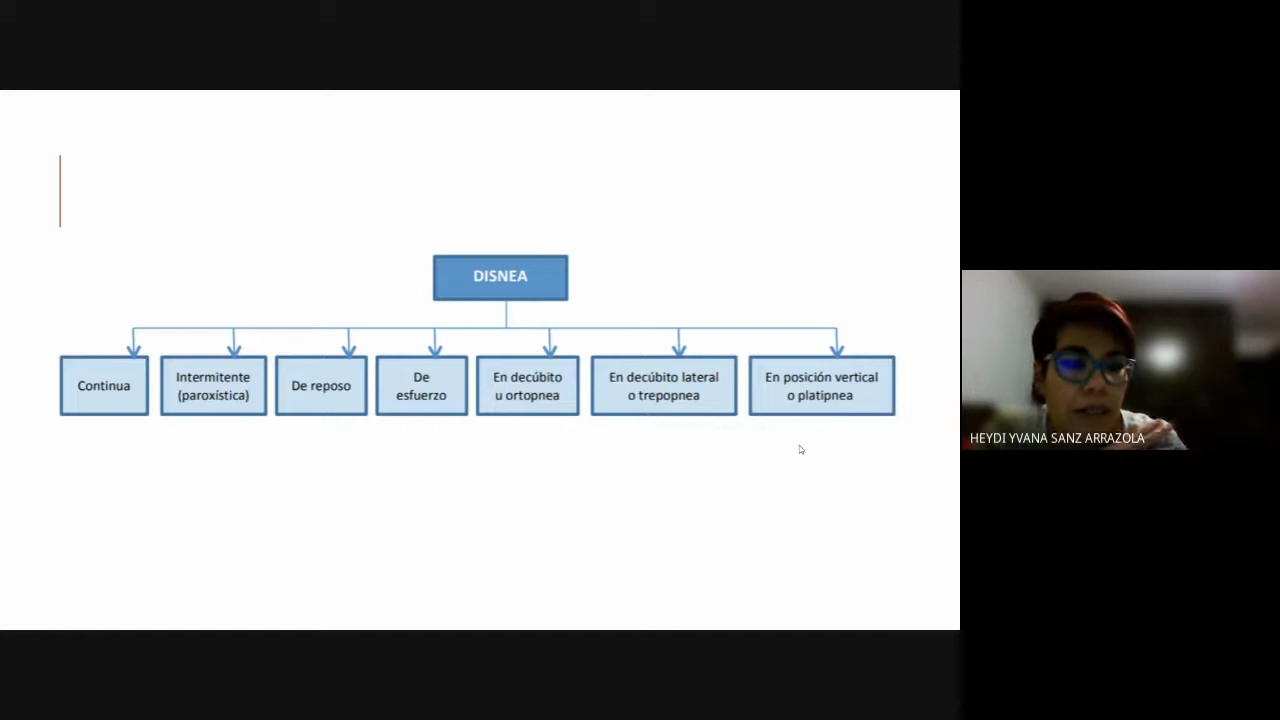 DISNEA
Continua
Intermitente
(paroxística)
De reposo
De
esfuerzo
En decúbito
u ortopnea
En decúbito lateral
o trepopnea
En posición vertical
o platipnea
HEYDI YVANA SANZ ARRAZOLA